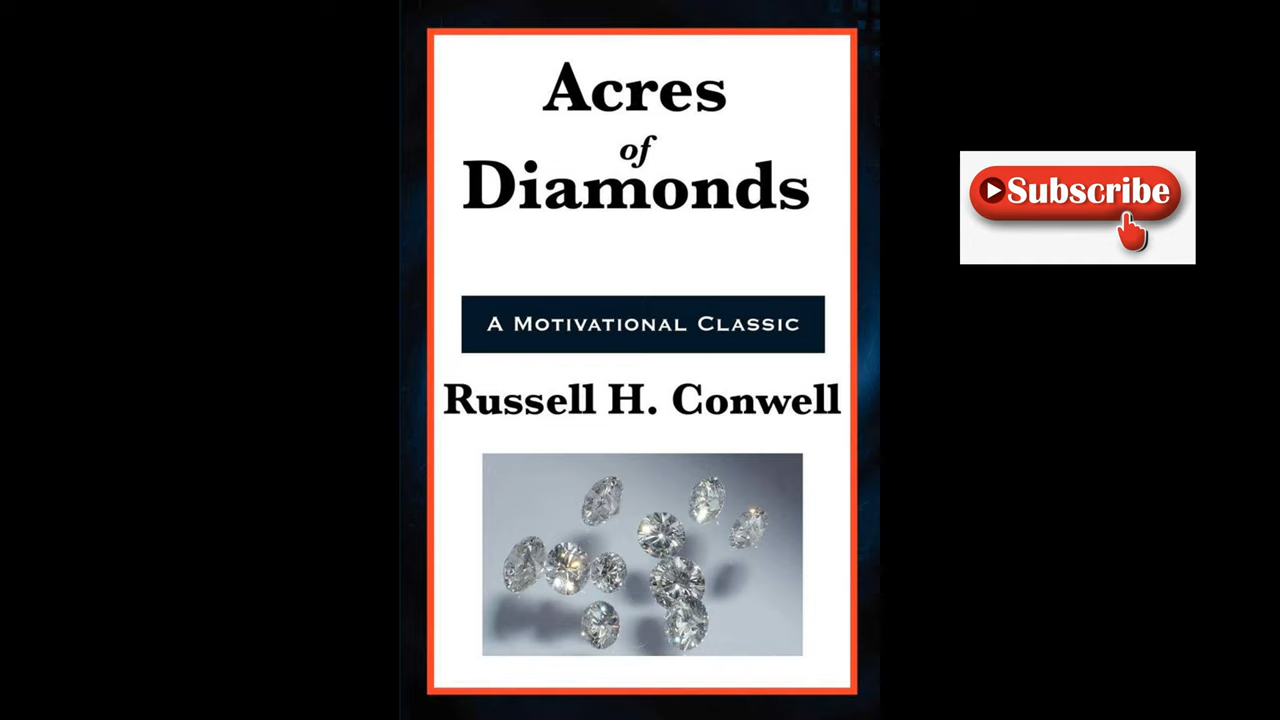 Acres
of
Diamonds
A MOTIVATIONAL CLASSIC
Russell H. Conwell
Subscribe